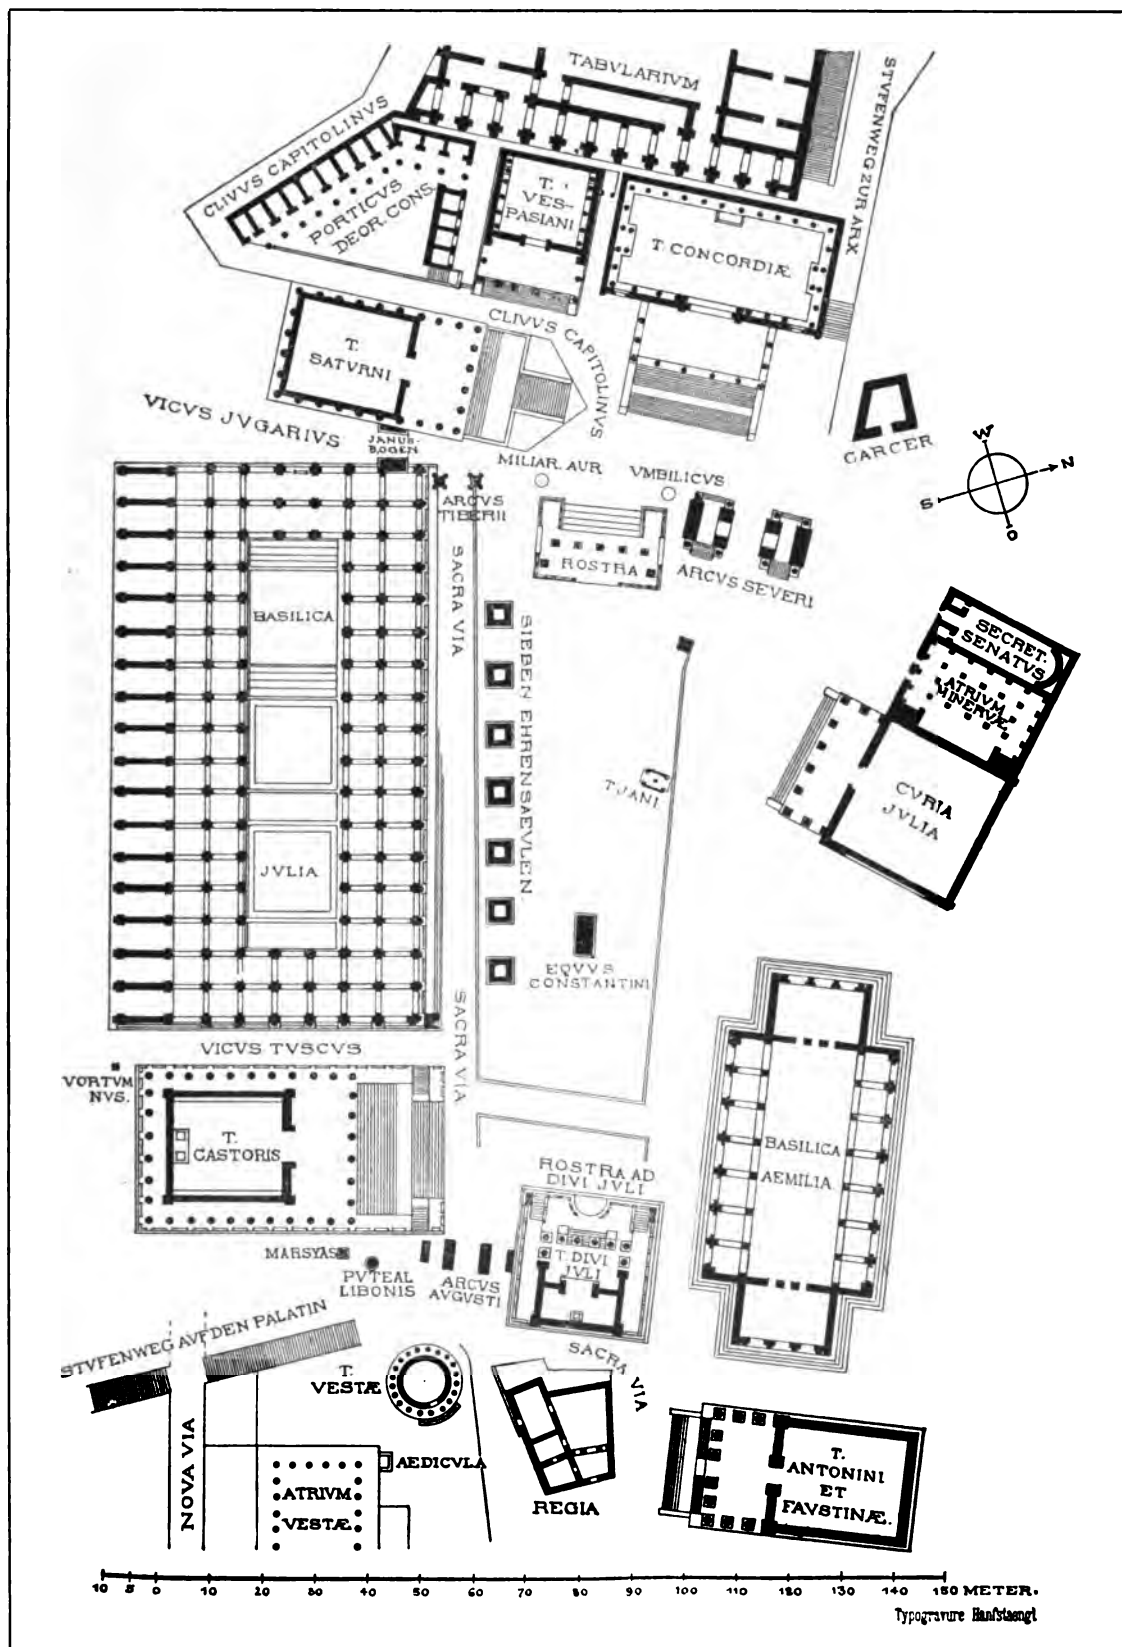 TABVLARIVM
STVFENWEG ZUR ARX
CLIVVS CAPITOLINVS
PORTICVS
DEOR. CONS.
T.
VES-
PASIANI
T. CONCORDIÆ
CLIVVS CAPITOLINVS
T.
SATVRNI
VICVS JVGARIVS
JANUS-
BOGEN
CARCER
W
N
S
O
MILIAR. AUR
VMBILICVS
ARCVS
TIBERII
ROSTRA
ARCVS SEVERI
SACRA VIA
BASILICA
SIEBEN EHRENSAEVLEN.
SECRET.
SENATVS
ATRIVM
MINERVÆ
T. JANI
CVRIA
JVLIA
JVLIA
EQVVS
CONSTANTINI
SACRA VIA
VICVS TVSCVS
VORTVM
NVS.
T.
CASTORIS
BASILICA
AEMILIA
ROSTRA AD
DIVI JVLI
T. DIVI
JVLI
MARSYAS
PVTEAL
LIBONIS
ARCVS
AVGVSTI
STVFENWEG AVF DEN PALATIN
SACRA VIA
T.
VESTÆ
NOVA VIA
AEDICVLA
ATRIVM
VESTÆ
REGIA
T.
ANTONINI
ET
FAVSTINÆ.
10 5 0 10 20 30 40 50 60 70 80 90 100 110 120 130 140 150 METER.
Typogravure Hanfstaengl